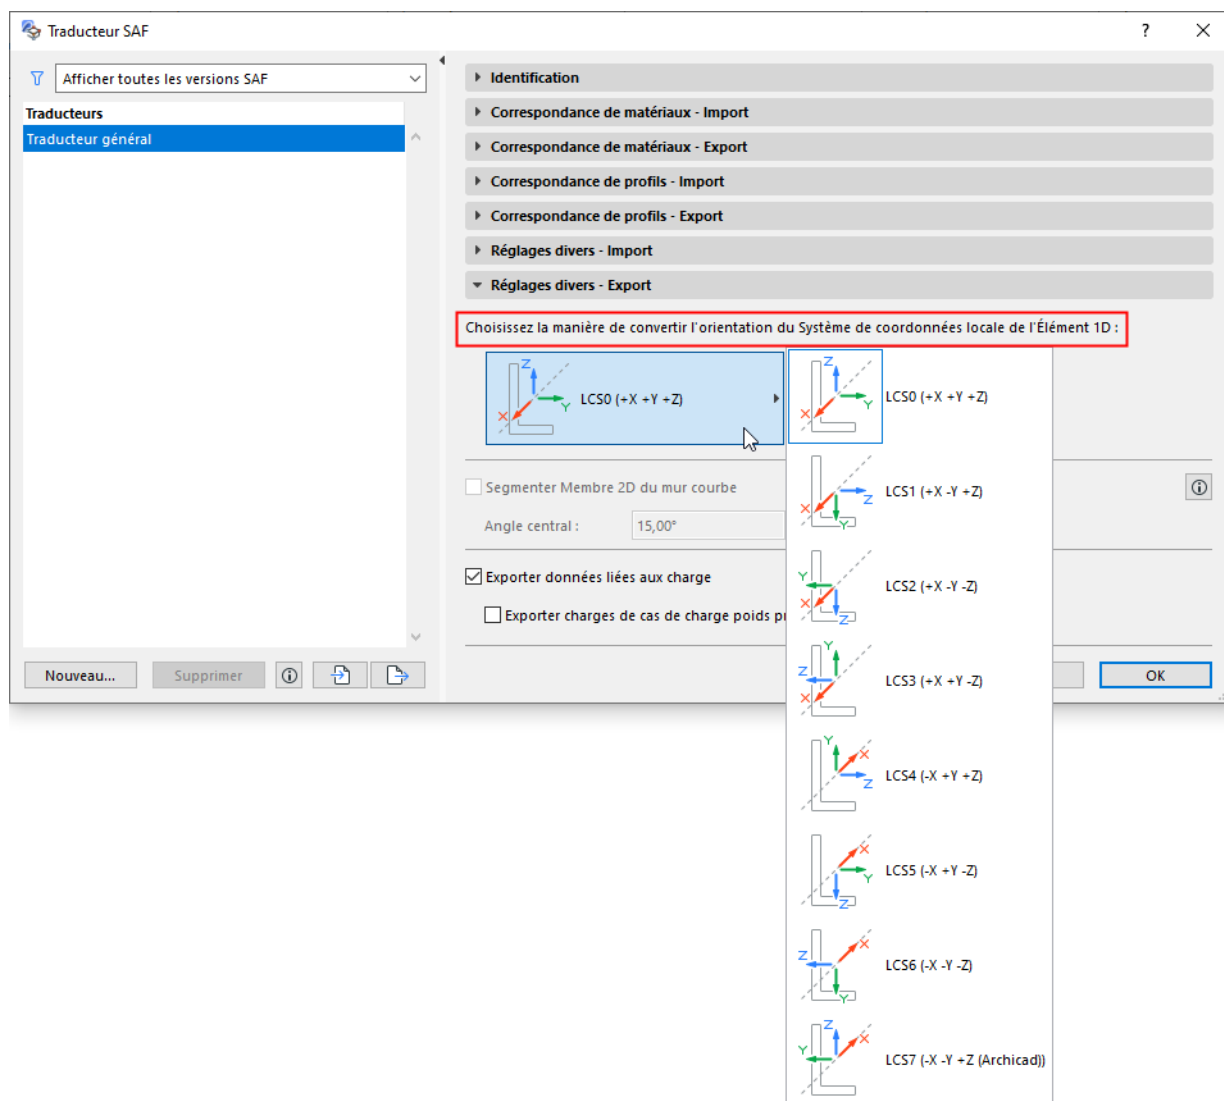 Traducteur SAF
?
Afficher toutes les versions SAF
Traducteurs
Traducteur général
Nouveau...
Supprimer
Identification
Correspondance de matériaux - Import
Correspondance de matériaux - Export
Correspondance de profils - Import
Correspondance de profils - Export
Réglages divers - Import
Réglages divers - Export
Choisissez la manière de convertir l'orientation du Système de coordonnées locale de l'Élément 1D :
Z
X
Y
LCS0 (+X +Y +Z)
Segmenter Membre 2D du mur courbe
Angle central :
15,00°
Exporter données liées aux charge
Exporter charges de cas de charge poids
OK
Z
X
Y
LCS0 (+X +Y +Z)
X
Z
Y
LCS1 (+X -Y +Z)
Y
X
Z
LCS2 (+X -Y -Z)
Y
Z
X
LCS3 (+X +Y -Z)
Y
X
Z
LCS4 (-X +Y +Z)
X
Y
Z
LCS5 (-X +Y -Z)
X
Z
Y
LCS6 (-X -Y -Z)
Z
X
Y
LCS7 (-X -Y +Z (Archicad))